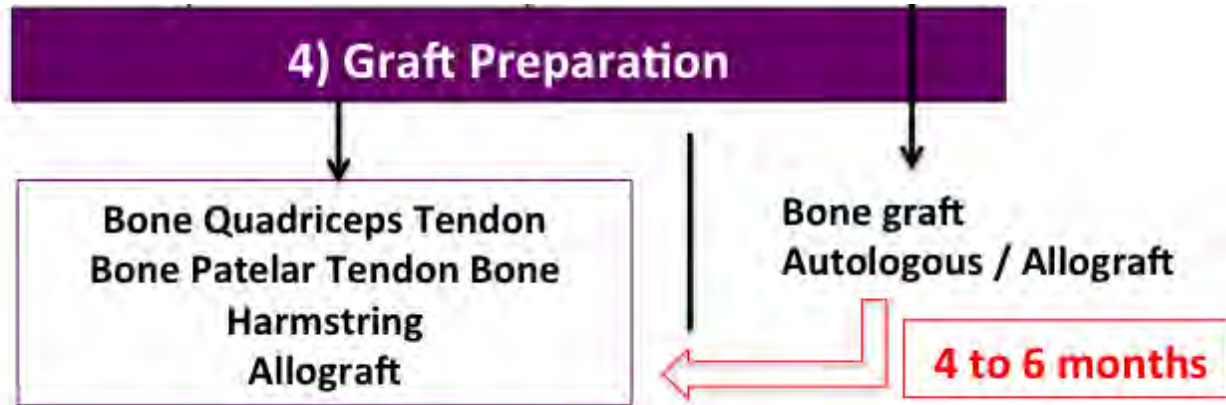 4) Graft Preparation
Bone Quadriceps Tendon
Bone Patelar Tendon Bone
Harmstring
Allograft
Bone graft
Autologous / Allograft
4 to 6 months